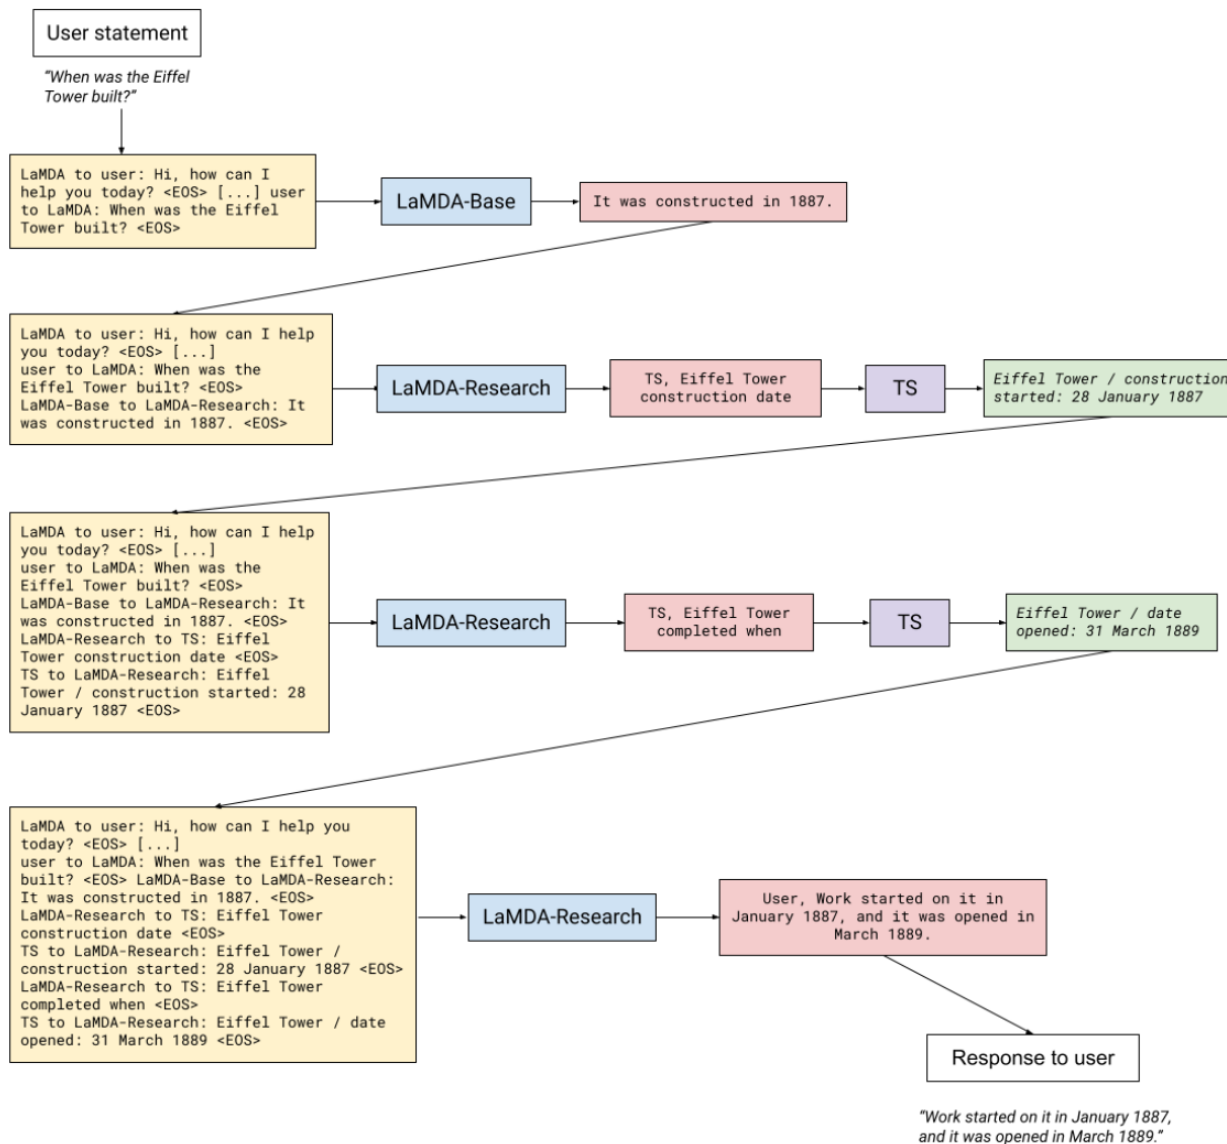 User statement
“When was the Eiffel
Tower built?”
LaMDA to user: Hi, how can I
help you today? <EOS> [...] user
to LaMDA: When was the Eiffel
Tower built? <EOS>
LaMDA-Base
It was constructed in 1887.
LaMDA to user: Hi, how can I help
you today? <EOS> [...]
user to LaMDA: When was the
Eiffel Tower built? <EOS>
LaMDA-Base to LaMDA-Research: It
was constructed in 1887. <EOS>
LaMDA-Research
TS, Eiffel Tower
construction date
TS
Eiffel Tower / construction
started: 28 January 1887
LaMDA to user: Hi, how can I help
you today? <EOS> [...]
user to LaMDA: When was the
Eiffel Tower built? <EOS>
LaMDA-Base to LaMDA-Research: It
was constructed in 1887. <EOS>
LaMDA-Research to TS: Eiffel
Tower construction date <EOS>
TS to LaMDA-Research: Eiffel
Tower / construction started: 28
January 1887 <EOS>
LaMDA-Research
TS, Eiffel Tower
completed when
TS
Eiffel Tower / date
opened: 31 March 1889
LaMDA to user: Hi, how can I help you
today? <EOS> [...]
user to LaMDA: When was the Eiffel Tower
built? <EOS> LaMDA-Base to LaMDA-Research:
It was constructed in 1887. <EOS>
LaMDA-Research to TS: Eiffel Tower
construction date <EOS>
TS to LaMDA-Research: Eiffel Tower /
construction started: 28 January 1887 <EOS>
LaMDA-Research to TS: Eiffel Tower
completed when <EOS>
TS to LaMDA-Research: Eiffel Tower / date
opened: 31 March 1889 <EOS>
LaMDA-Research
User, Work started on it in
January 1887, and it was opened in
March 1889.
Response to user
“Work started on it in January 1887,
and it was opened in March 1889.”